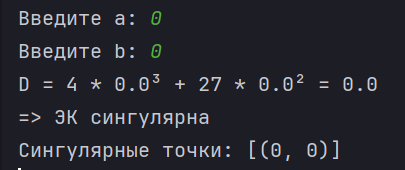 Введите a: 0
Введите b: 0
D = 4 * 0.0³ + 27 * 0.0² = 0.0
=> ЭК сингулярна
Сингулярные точки: [(0, 0)]